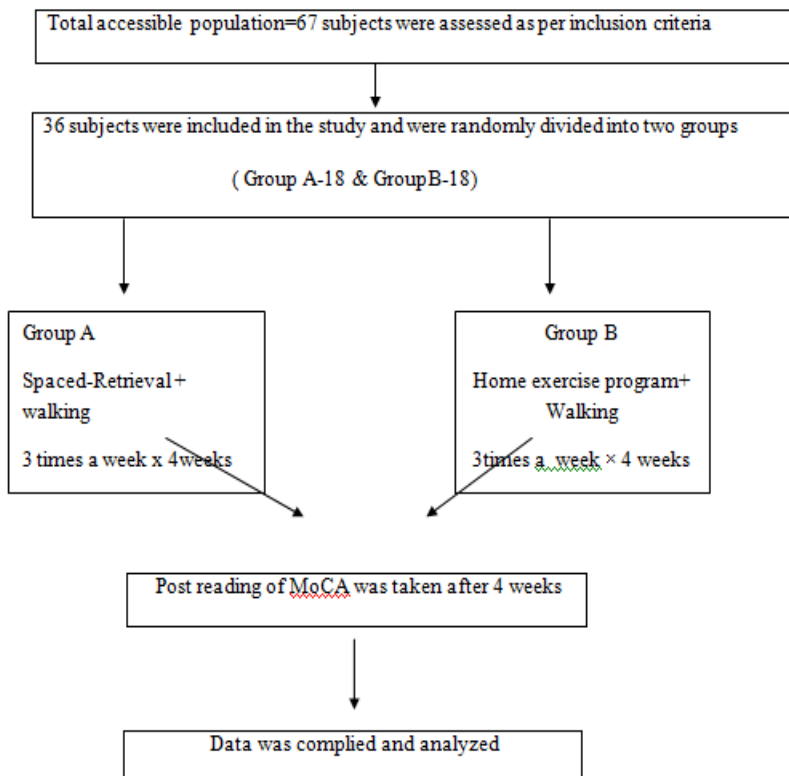 Total accessible population=67 subjects were assessed as per inclusion criteria
36 subjects were included in the study and were randomly divided into two groups
( Group A-18 & GroupB-18)
Group A
Spaced-Retrieval +
walking
3 times a week x 4weeks
Group B
Home exercise program+
Walking
3times a week × 4 weeks
Post reading of MoCA was taken after 4 weeks
Data was complied and analyzed